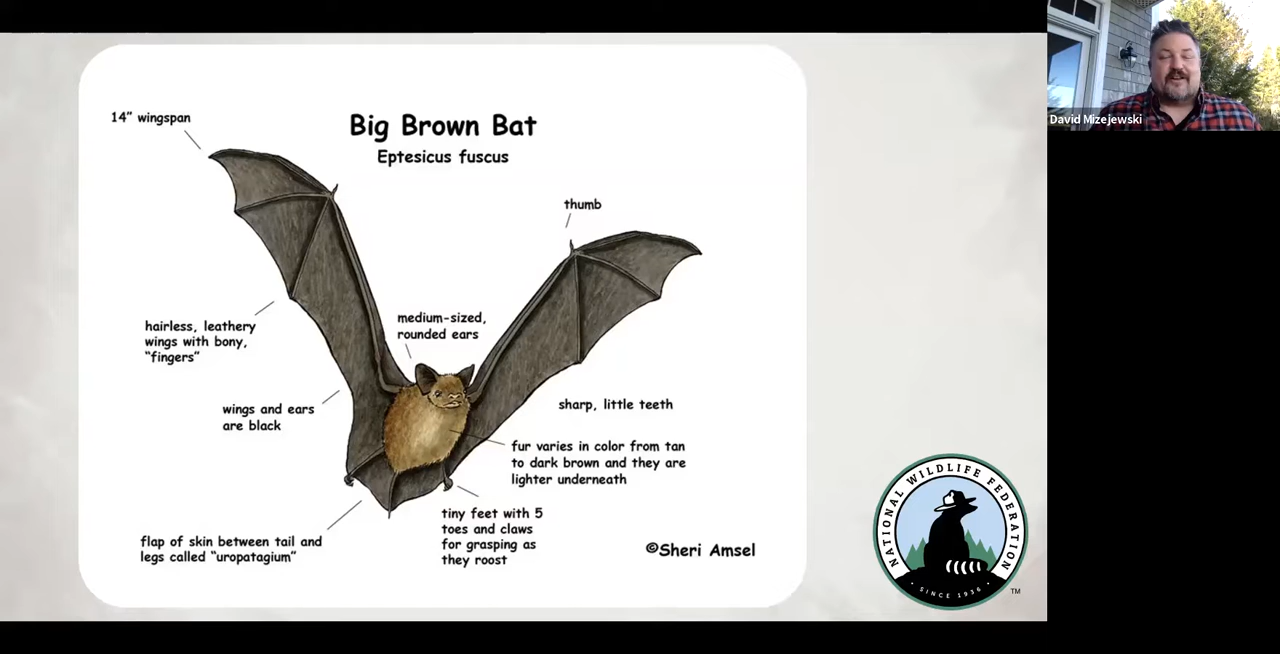 14” wingspan
Big Brown Bat
Eptesicus fuscus
thumb
hairless, leathery
wings with bony,
“fingers”
medium-sized,
rounded ears
wings and ears
are black
sharp, little teeth
fur varies in color from tan
to dark brown and they are
lighter underneath
tiny feet with 5
toes and claws
for grasping as
they roost
flap of skin between tail and
legs called “uropatagium”
©Sheri Amsel
NATIONAL WILDLIFE FEDERATION
• SINCE 1936 •
TM
David Mizejewski